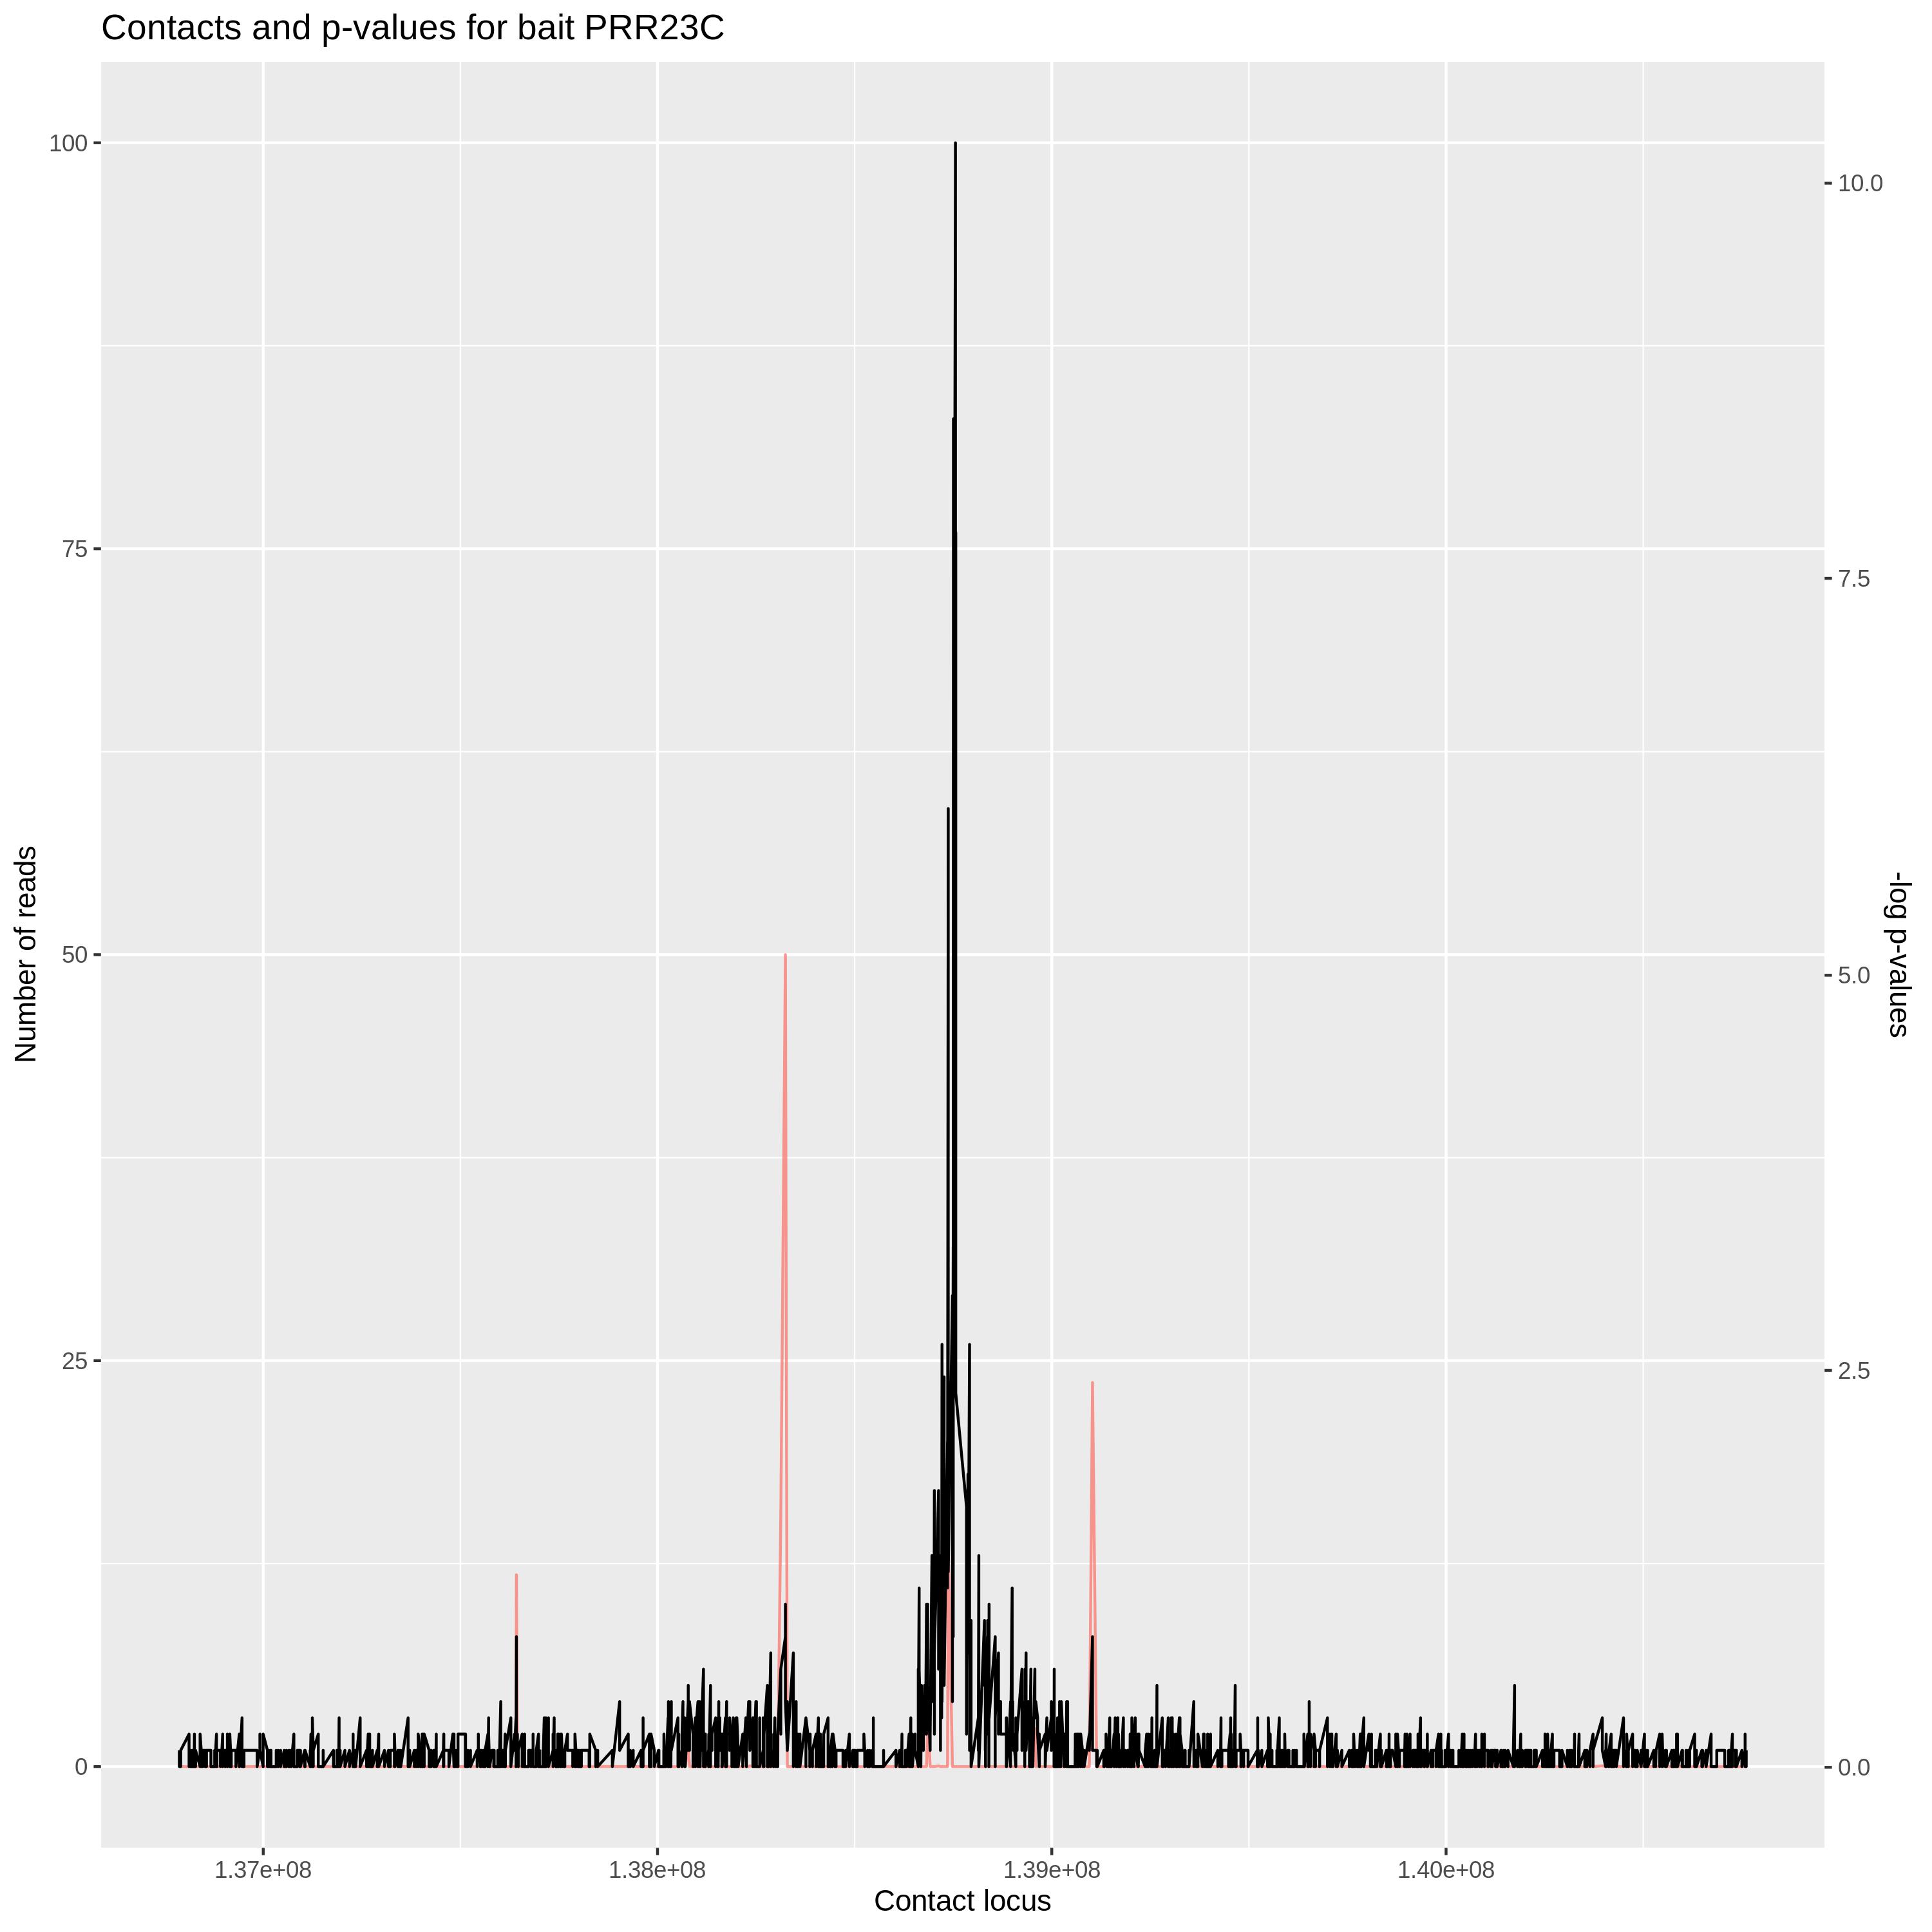 Contacts and p-values for bait PRR23C
Number of reads
100
75
50
25
0
10.0
7.5
5.0
2.5
0.0
-log p-values
1.37e+08
1.38e+08
1.39e+08
1.40e+08
Contact locus